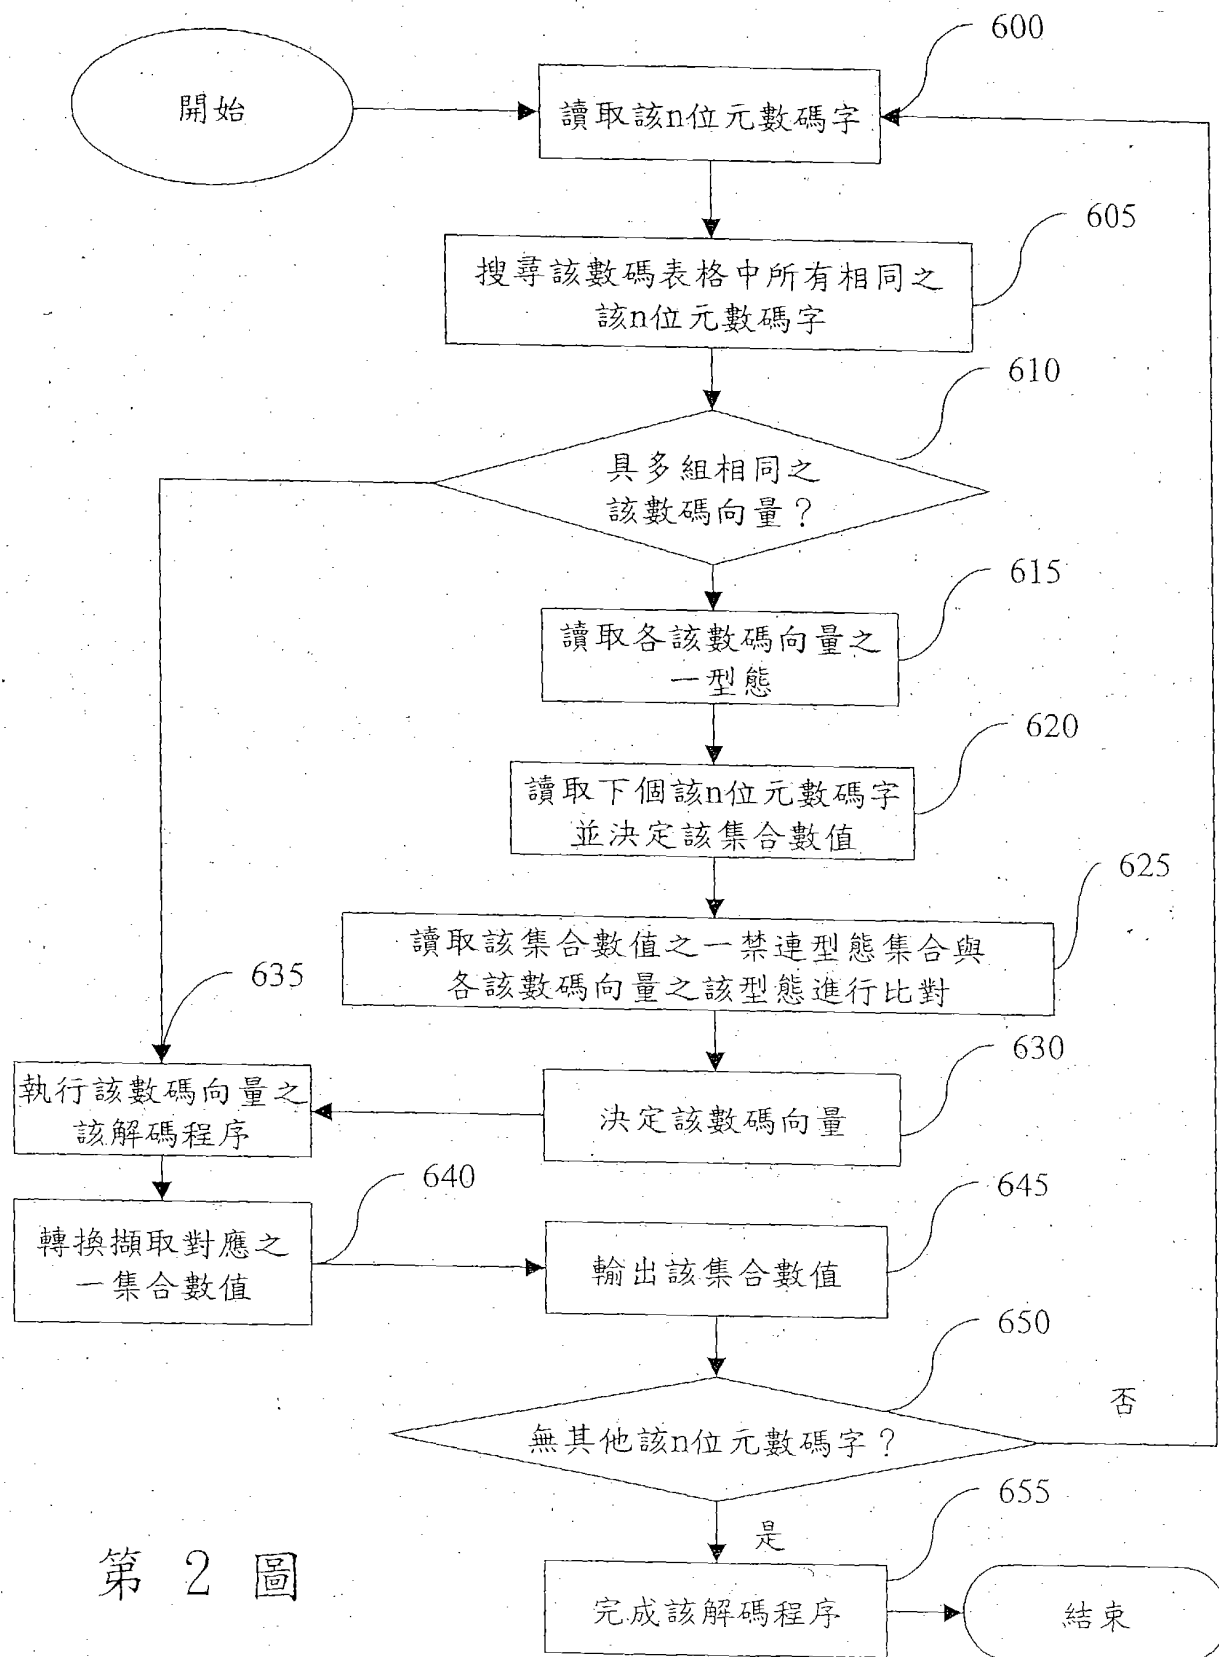 600
開始
讀取該n位元數碼字
605
搜尋該數碼表格中所有相同之
該n位元數碼字
610
具多組相同之
該數碼向量？
615
讀取各該數碼向量之
一型態
620
讀取下個該n位元數碼字
並決定該集合數值
625
讀取該集合數值之一禁連型態集合與
各該數碼向量之該型態進行比對
635
630
執行該數碼向量之
該解碼程序
決定該數碼向量
640
645
轉換擷取對應之
一集合數值
輸出該集合數值
650
否
無其他該n位元數碼字？
655
是
完成該解碼程序
結束
第 2 圖